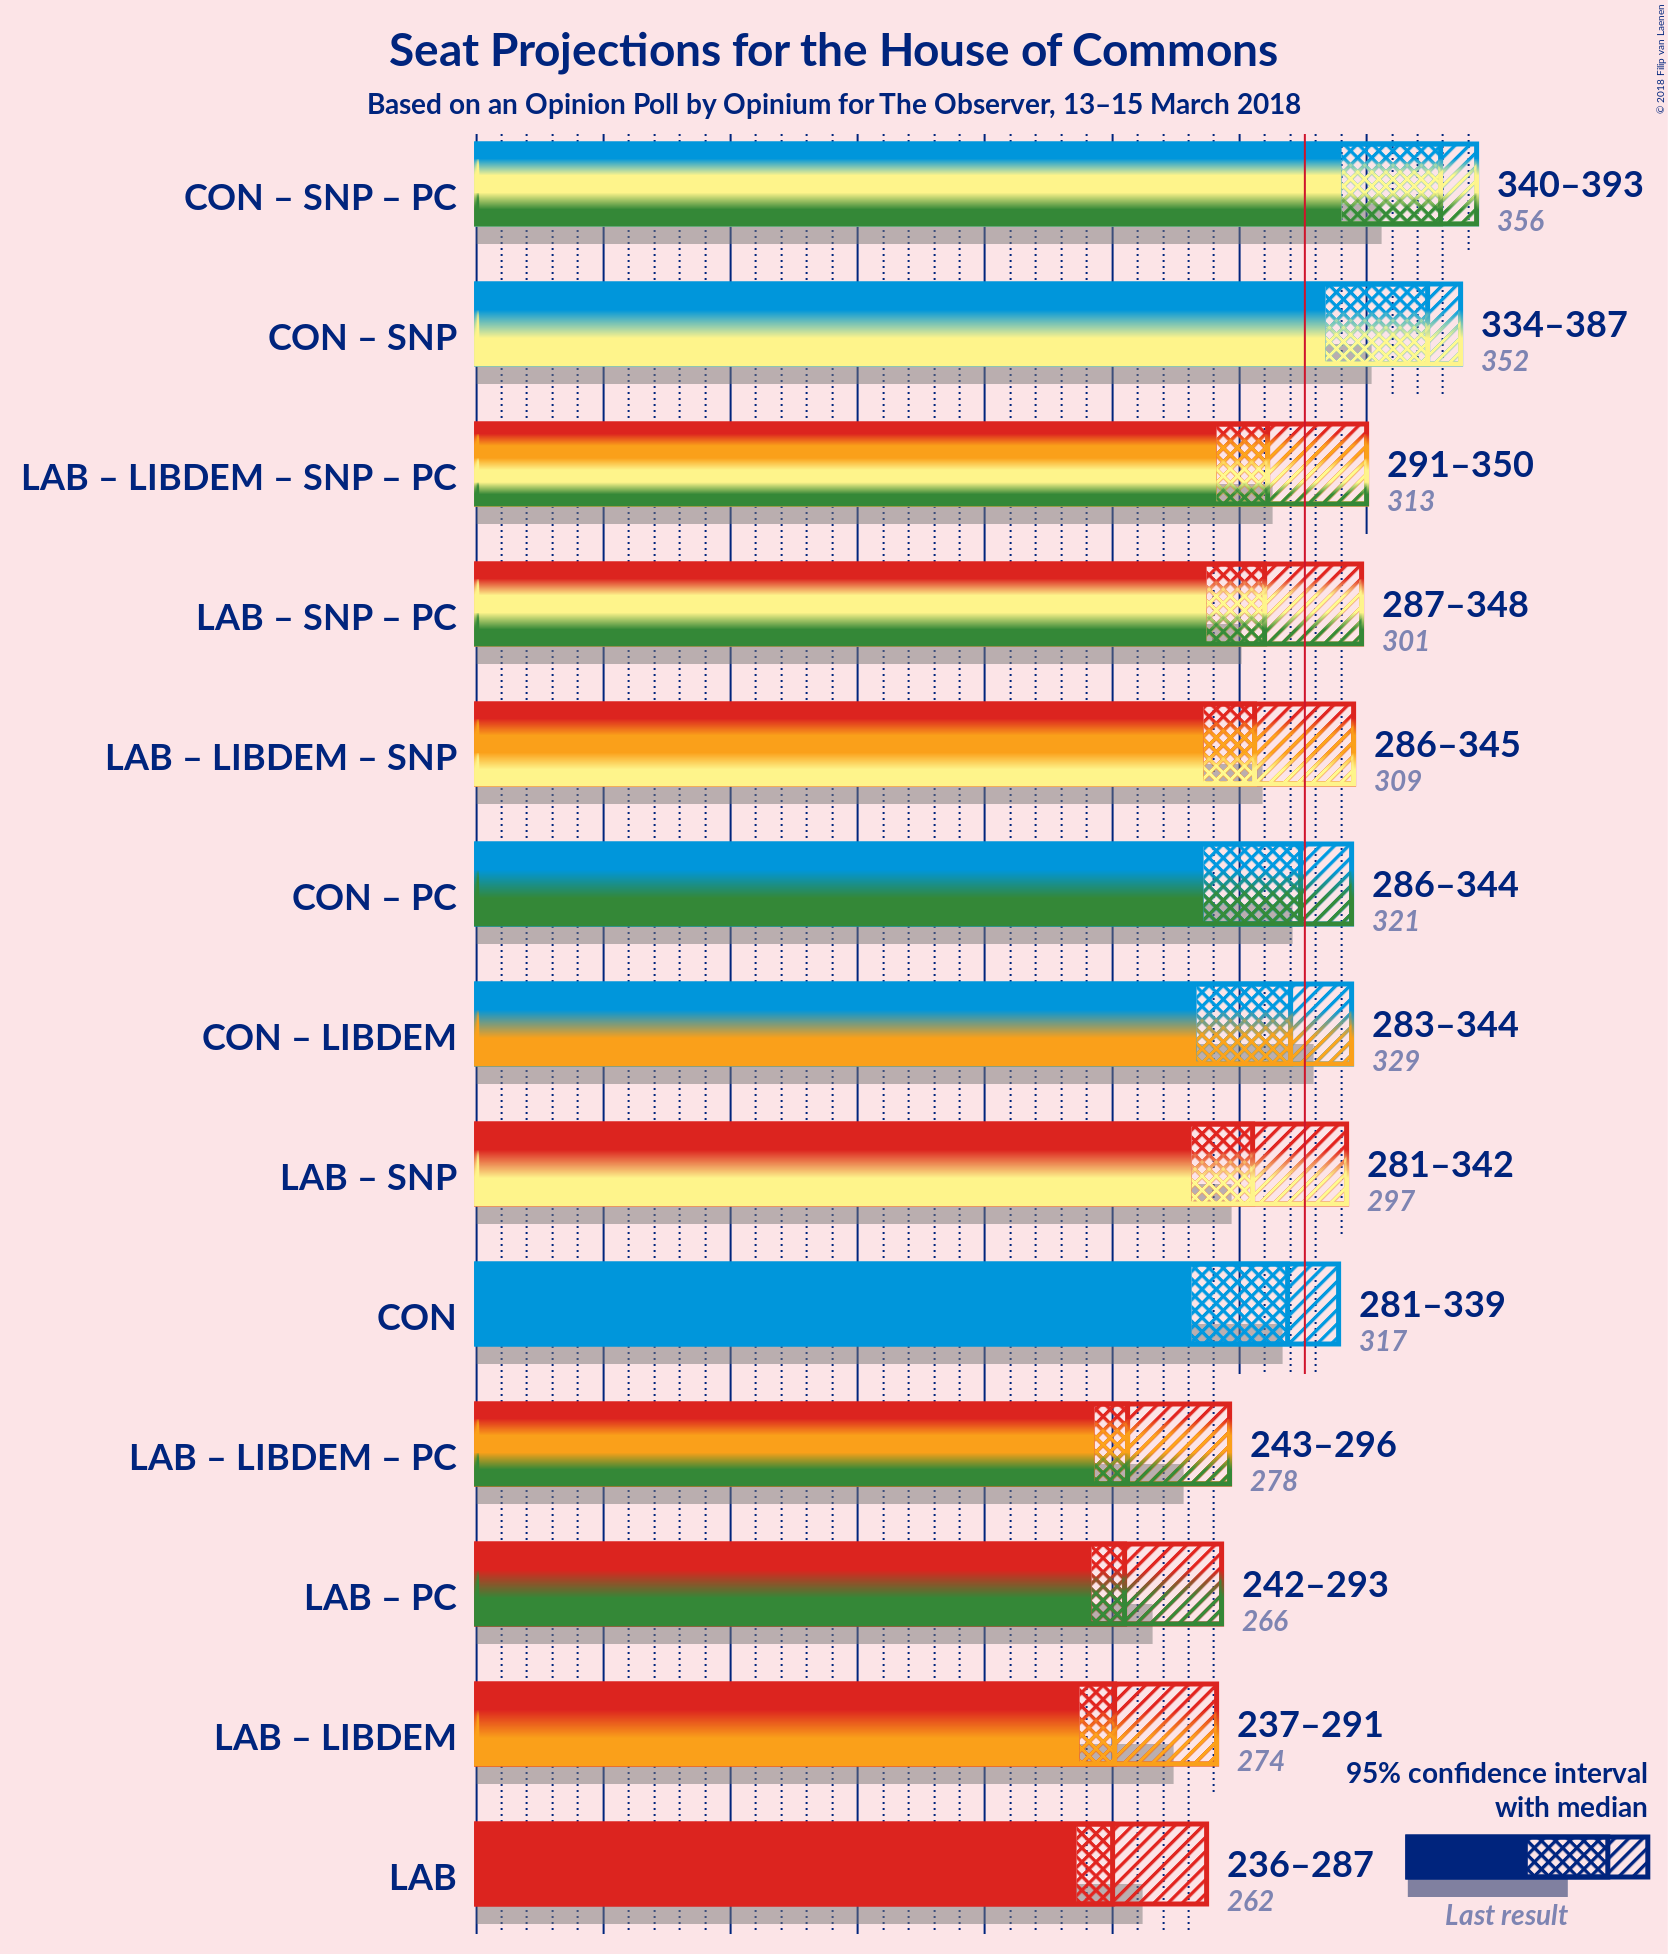 Seat Projections for the House of Commons
Based on an Opinion Poll by Opinium for The Observer, 13–15 March 2018
© 2018 Filip van Laenen
CON – SNP – PC
340–393
356
CON – SNP
334–387
352
LAB – LIBDEM – SNP – PC
291–350
313
LAB – SNP – PC
287–348
301
LAB – LIBDEM – SNP
286–345
309
CON – PC
286–344
321
CON – LIBDEM
283–344
329
LAB – SNP
281–342
297
CON
281–339
317
LAB – LIBDEM – PC
243–296
278
LAB – PC
242–293
266
LAB – LIBDEM
237–291
274
LAB
236–287
262
95% confidence interval
with median
Last result